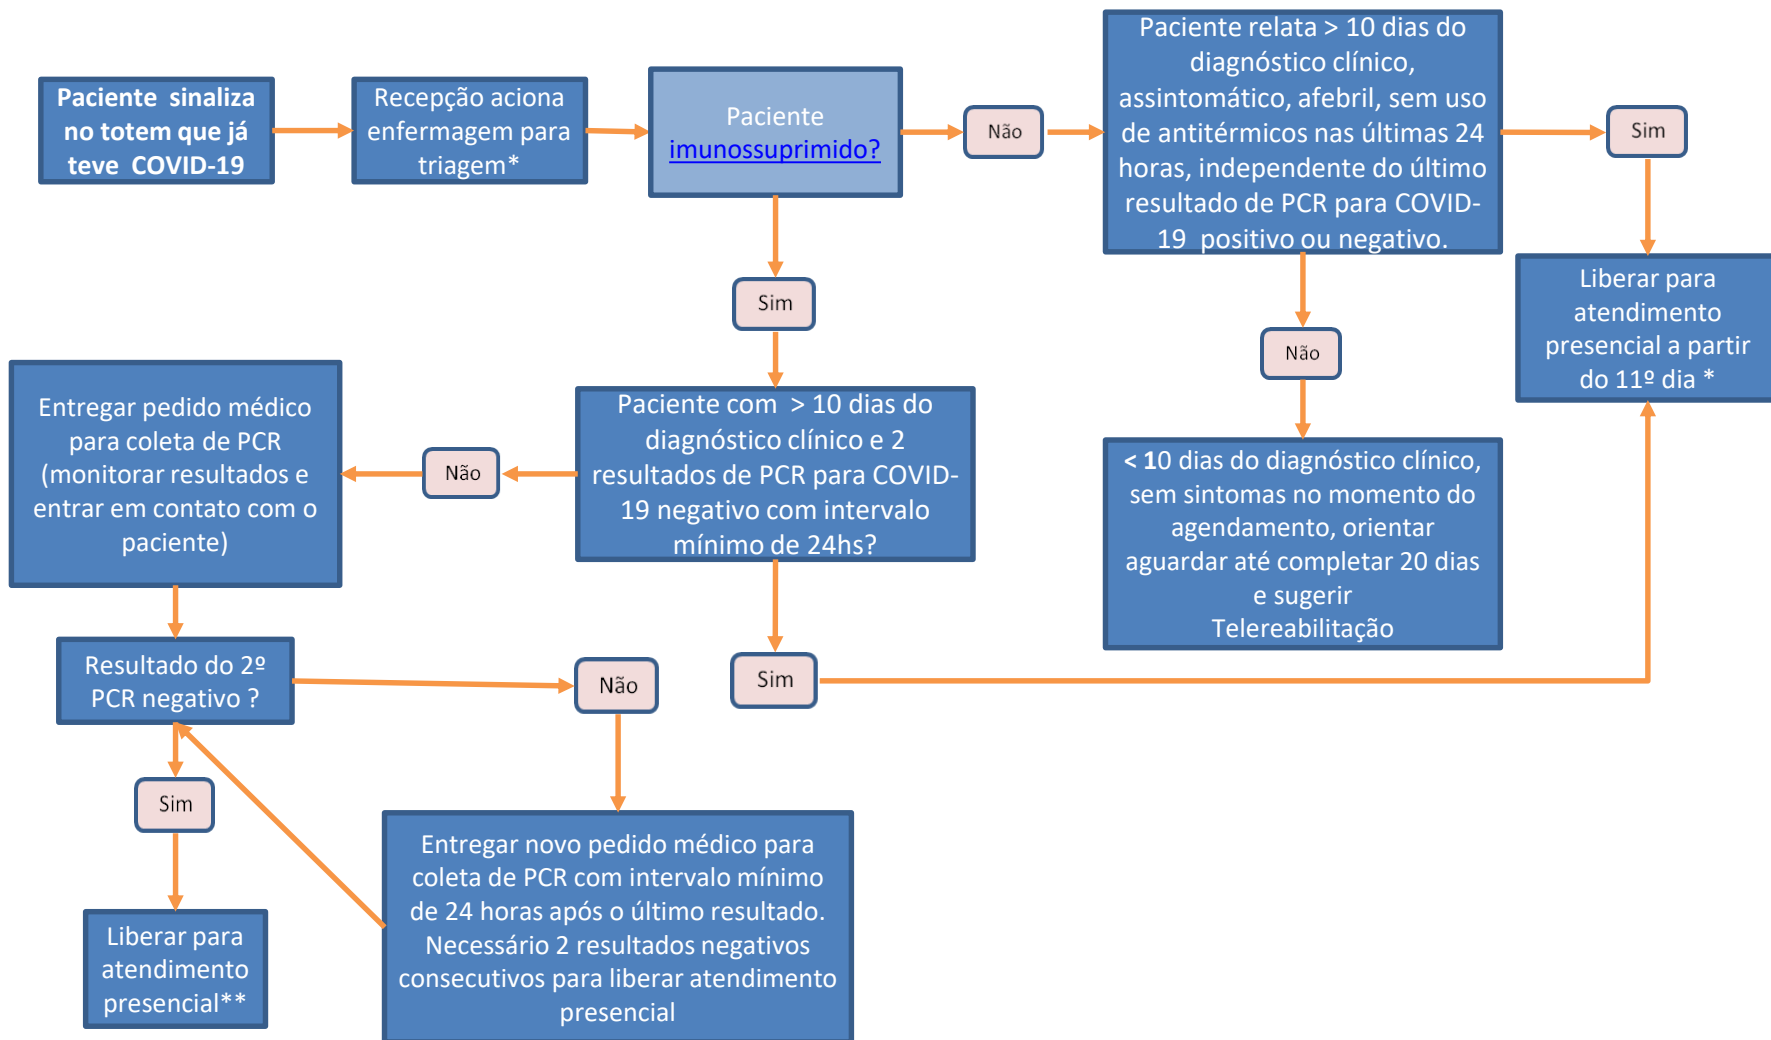 Paciente sinaliza
no totem que já
teve COVID-19
Recepção aciona
enfermagem para
triagem*
Paciente
imunossuprimido?
Não
Paciente relata > 10 dias do
diagnóstico clínico,
assintomático, afebril, sem uso
de antitérmicos nas últimas 24
horas, independente do último
resultado de PCR para COVID-
19 positivo ou negativo.
Sim
Liberar para
atendimento
presencial a partir
do 11º dia *
Não
< 10 dias do diagnóstico clínico,
sem sintomas no momento do
agendamento, orientar
aguardar até completar 20 dias
e sugerir
Telereabilitação
Sim
Paciente com > 10 dias do
diagnóstico clínico e 2
resultados de PCR para COVID-
19 negativo com intervalo
mínimo de 24hs?
Sim
Não
Entregar pedido médico
para coleta de PCR
(monitorar resultados e
entrar em contato com o
paciente)
Resultado do 2º
PCR negativo ?
Não
Sim
Liberar para
atendimento
presencial**
Entregar novo pedido médico para
coleta de PCR com intervalo mínimo
de 24 horas após o último resultado.
Necessário 2 resultados negativos
consecutivos para liberar atendimento
presencial